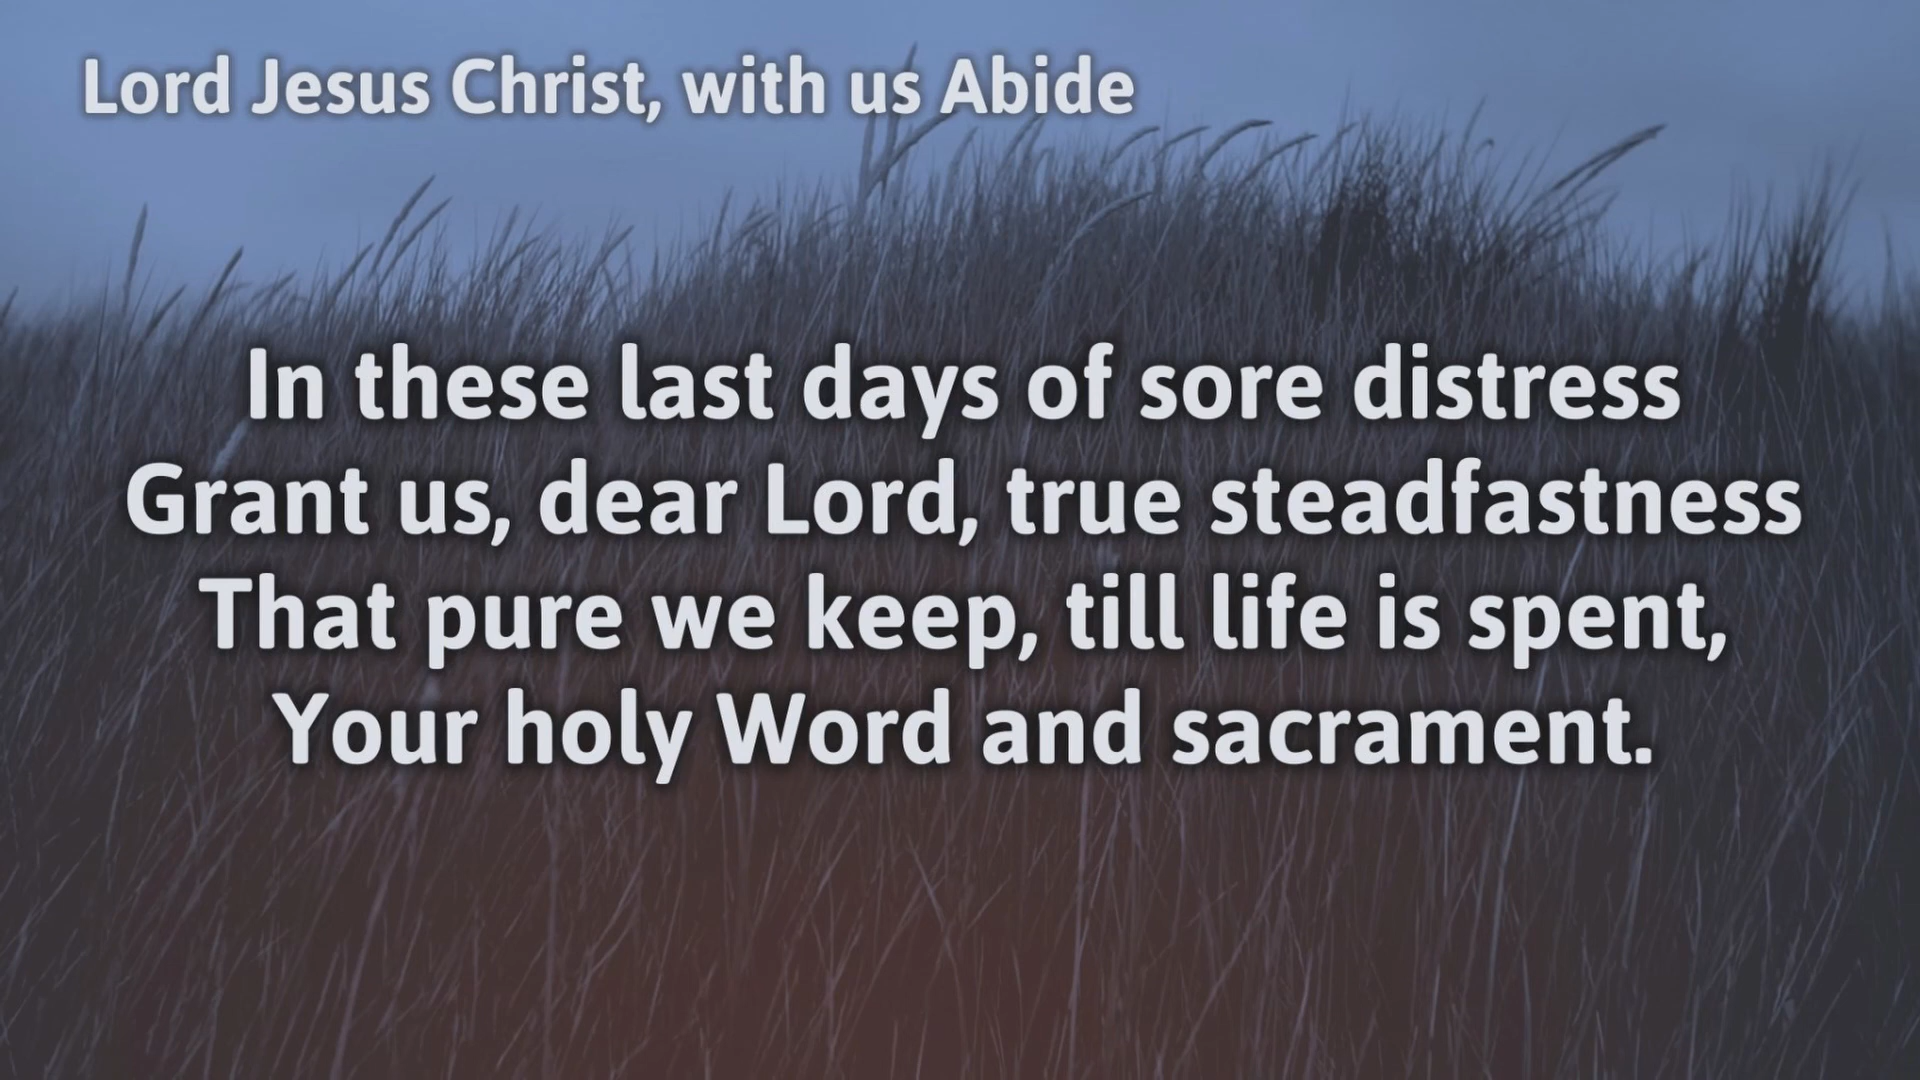 Lord Jesus Christ, with us Abide
In these last days of sore distress
Grant us, dear Lord, true steadfastness
That pure we keep, till life is spent,
Your holy Word and sacrament.